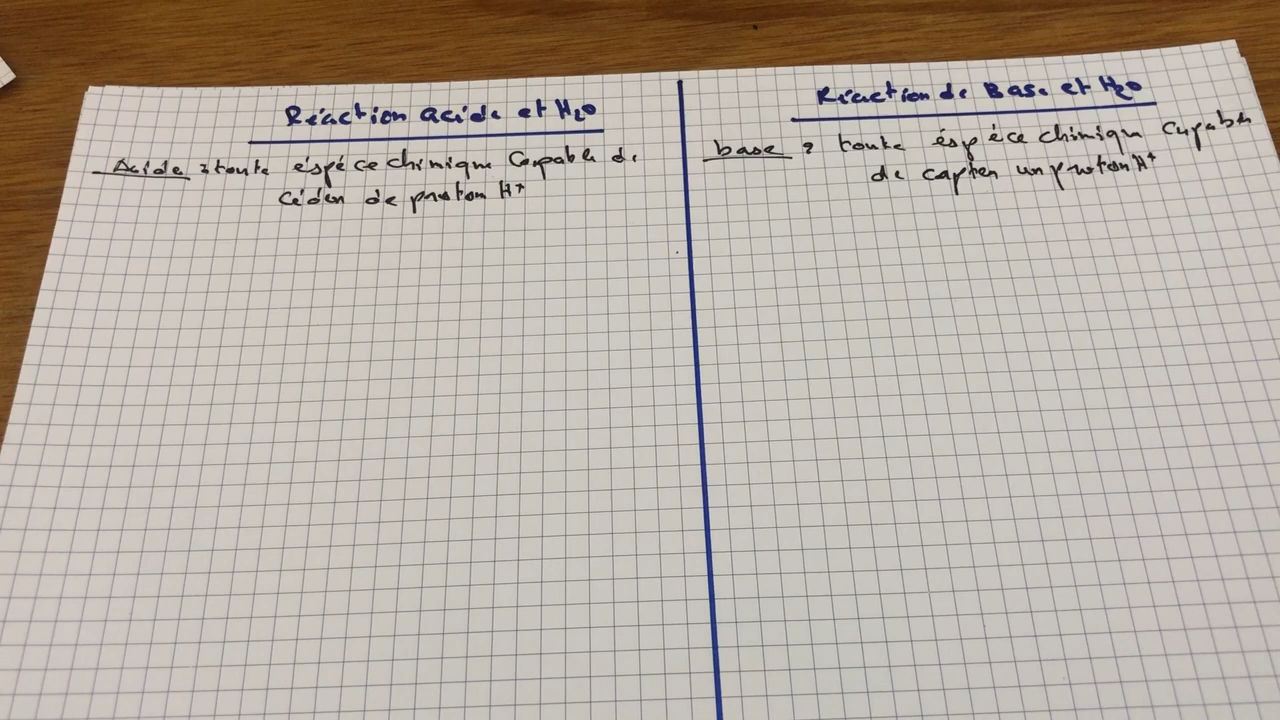 Réaction acide et H₂O
Acide : toute éspéce chimique Capable de
céder de proton H⁺
Réaction de Base et H₂O
base : toute éspéce chimique Capable
de capter un proton H⁺